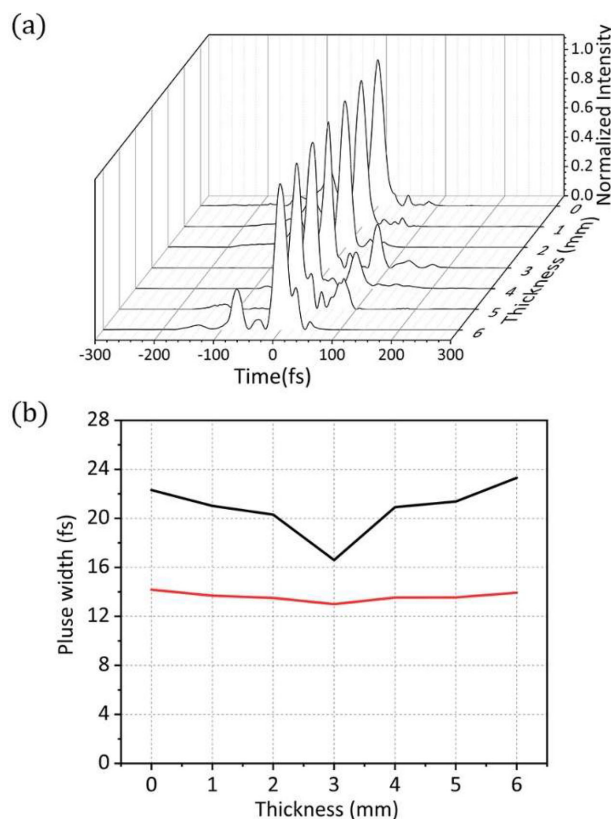 (a)
1.0
0.8
0.6
0.4
0.2
0.0
Normalized Intensity
0
1
2
3
4
5
6
Thickness (mm)
-300 -200 -100 0 100 200 300
Time(fs)
(b)
28
24
20
16
12
8
4
0
Pluse width (fs)
0 1 2 3 4 5 6
Thickness (mm)